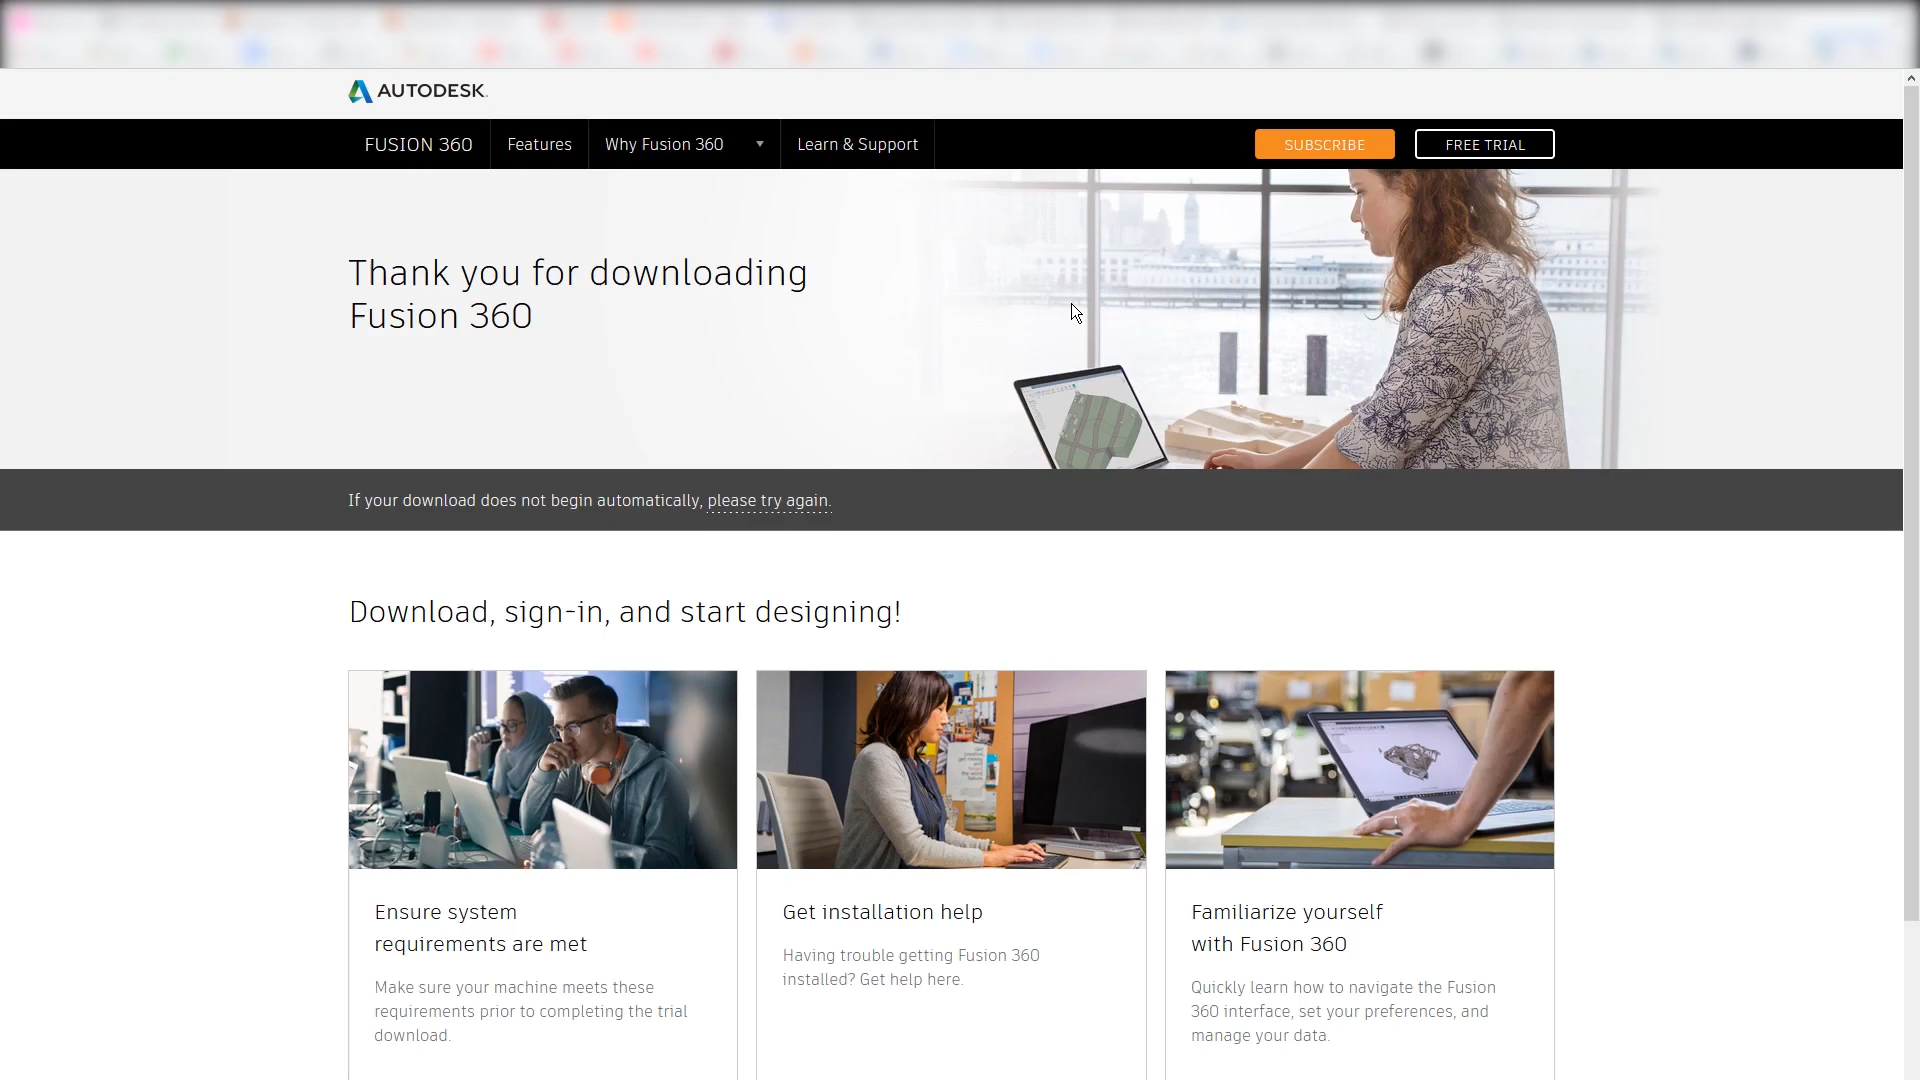 AUTODESK.
FUSION 360
Features
Why Fusion 360
Learn & Support
SUBSCRIBE
FREE TRIAL
Thank you for downloading
Fusion 360
If your download does not begin automatically, please try again.
Download, sign-in, and start designing!
Ensure system
requirements are met
Make sure your machine meets these
requirements prior to completing the trial
download.
Get installation help
Having trouble getting Fusion 360
installed? Get help here.
Familiarize yourself
with Fusion 360
Quickly learn how to navigate the Fusion
360 interface, set your preferences, and
manage your data.